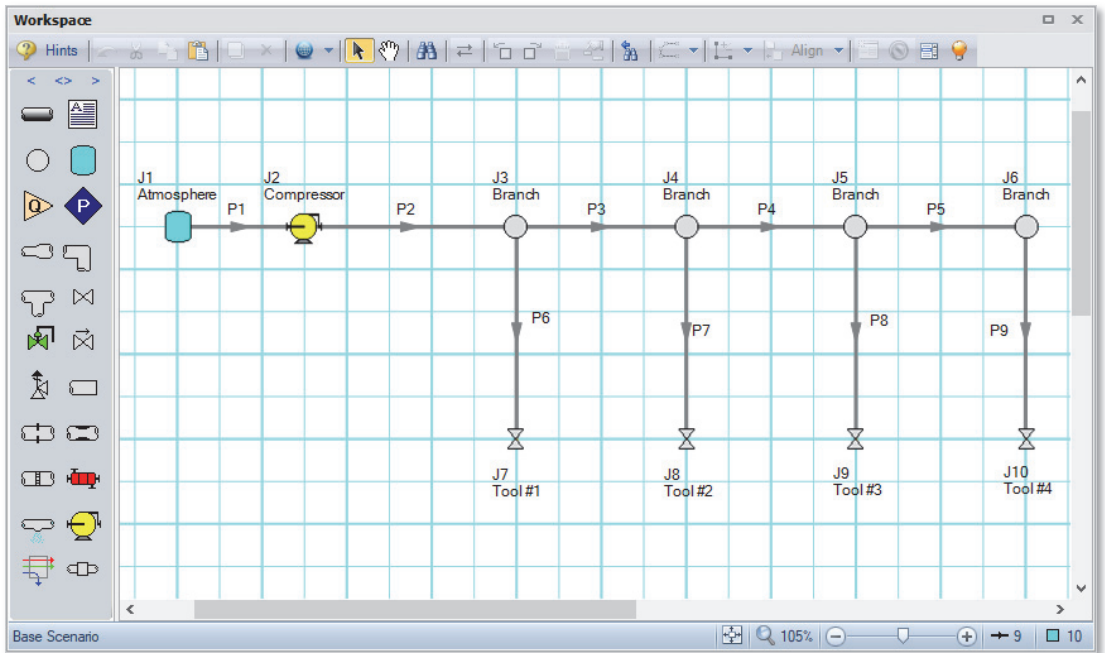 Workspace
Hints
Align
< <> >
A
Q
P
J1
Atmosphere
J2
Compressor
J3
Branch
J4
Branch
J5
Branch
J6
Branch
P1
P2
P3
P4
P5
P6
P7
P8
P9
J7
Tool #1
J8
Tool #2
J9
Tool #3
J10
Tool #4
Base Scenario
105%
9
10